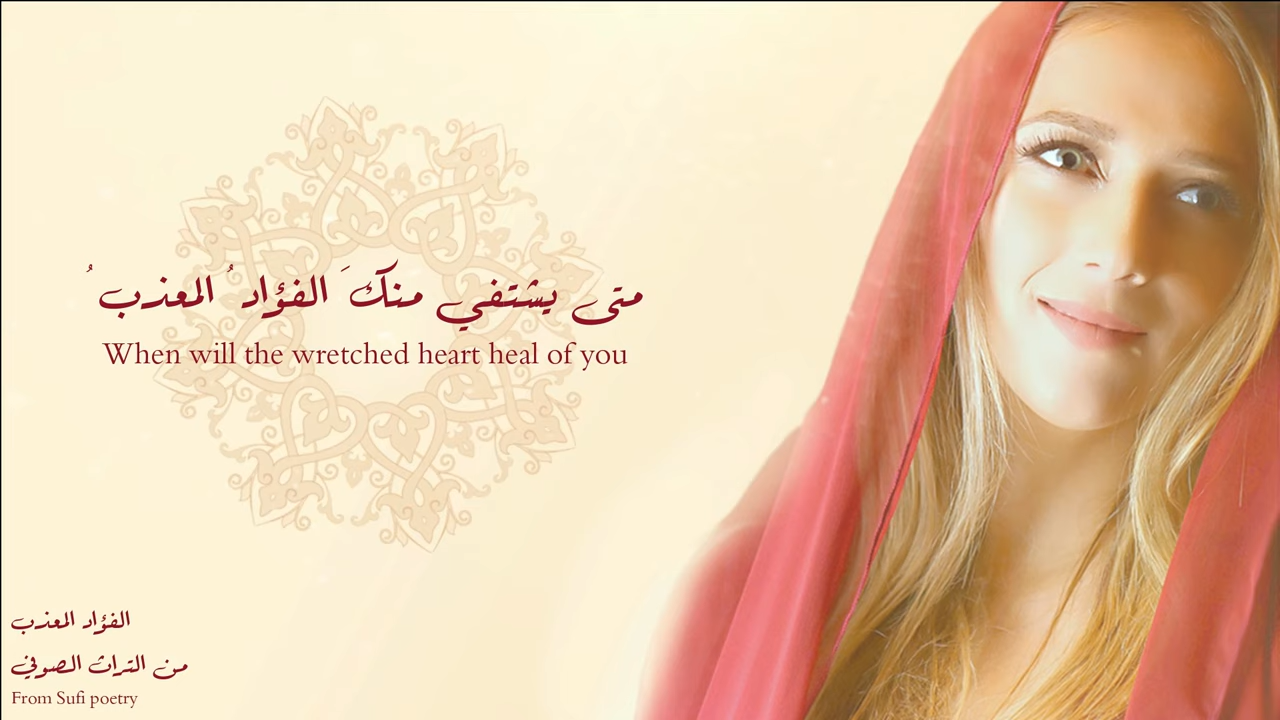 متى يشتفي منكَ الفؤادُ المعذبُ
When will the wretched heart heal of you
الفؤاد المعذب
من التراث الصوفي
From Sufi poetry